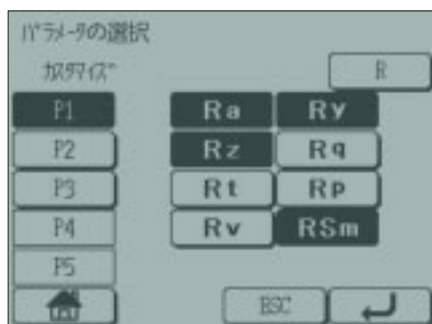 パラメータの選択
カスタマイズ R
P1 Ra Ry
P2 Rz Rq
P3 Rt Rp
P4 Rv RSm
P5
ESC